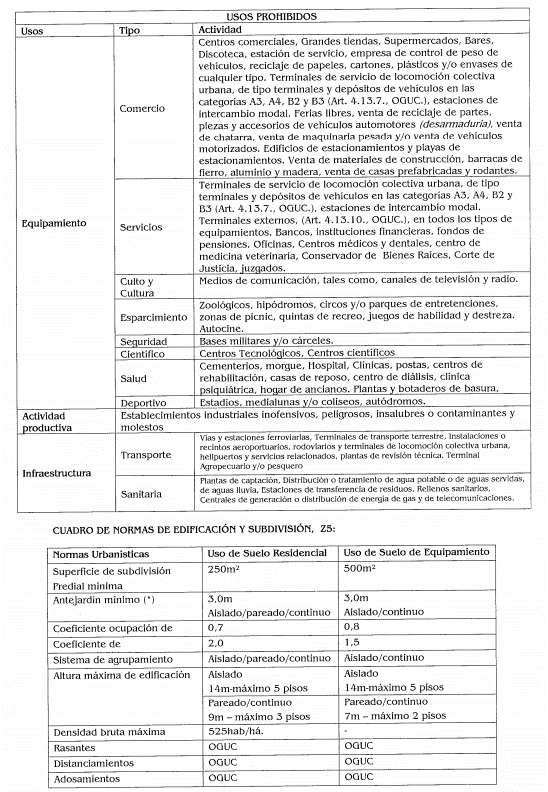 USOS PROHIBIDOS
Usos Tipo Actividad
Equipamiento
Comercio
Centros comerciales, Grandes tiendas, Supermercados, Bares,
Discoteca, estación de servicio, empresa de control de peso de
vehículos, reciclaje de papeles, cartones, plásticos y/o envases de
cualquier tipo. Terminales de servicio de locomoción colectiva
urbana, de tipo terminales y depósitos de vehículos en las
categorías A3, A4, B2 y B3 (Art. 4.13.7., OGUC.), estaciones de
intercambio modal. Ferias libres, venta de reciclaje de partes,
piezas y accesorios de vehículos automotores (desarmaduría), venta
de chatarra, venta de maquinaria pesada y/o venta de vehículos
motorizados. Edificios de estacionamientos y playas de
estacionamientos. Venta de materiales de construcción, barracas de
fierro, aluminio y madera, venta de casas prefabricadas y rodantes.
Servicios
Terminales de servicio de locomoción colectiva urbana, de tipo
terminales y depósitos de vehículos en las categorías A3, A4, B2 y
B3 (Art. 4.13.7., OGUC.), estaciones de intercambio modal.
Terminales externos, (Art. 4.13.10., OGUC.), en todos los tipos de
equipamientos. Bancos, instituciones financieras, fondos de
pensiones. Oficinas, Centros médicos y dentales, centro de
medicina veterinaria, Conservador de Bienes Raíces, Corte de
Justicia, juzgados.
Culto y
Cultura
Medios de comunicación, tales como, canales de televisión y radio.
Esparcimiento
Zoológicos, hipódromos, circos y/o parques de entretenciones,
zonas de picnic, quintas de recreo, juegos de habilidad y destreza.
Autocine.
Seguridad Bases militares y/o cárceles.
Científico Centros Tecnológicos, Centros científicos
Salud
Cementerios, morgue, Hospital, Clínicas, postas, centros de
rehabilitación, casas de reposo, centro de diálisis, clínica
psiquiátrica, hogar de ancianos. Plantas y botaderos de basura.
Deportivo Estadios, medialunas y/o coliseos, autódromos.
Actividad
productiva
Establecimientos industriales inofensivos, peligrosos, insalubres o contaminantes y
molestos
Infraestructura
Transporte
Vías y estaciones ferroviarias, Terminales de transporte terrestre, Instalaciones o
recintos aeroportuarios, rodoviarios y terminales de locomoción colectiva urbana,
helipuertos y servicios relacionados, plantas de revisión técnica. Terminal
Agropecuario y/o pesquero
Sanitaria
Plantas de captación, Distribución o tratamiento de agua potable o de aguas servidas,
de aguas lluvia, Estaciones de transferencia de residuos, Rellenos sanitarios,
Centrales de generación o distribución de energía de gas y de telecomunicaciones.
CUADRO DE NORMAS DE EDIFICACIÓN Y SUBDIVISIÓN, Z5:
Normas Urbanísticas Uso de Suelo Residencial Uso de Suelo de Equipamiento
Superficie de subdivisión 250m² 500m²
Predial mínima
Antejardín mínimo (*) 3,0m 3,0m
Aislado/pareado/continuo Aislado/continuo
Coeficiente ocupación de 0,7 0,8
Coeficiente de 2,0 1,5
Sistema de agrupamiento Aislado/pareado/continuo Aislado/continuo
Altura máxima de edificación Aislado Aislado
14m-máximo 5 pisos 14m-máximo 5 pisos
Pareado/continuo Pareado/continuo
9m – máximo 3 pisos 7m – máximo 2 pisos
Densidad bruta máxima 525hab/há. -
Rasantes OGUC OGUC
Distanciamientos OGUC OGUC
Adosamientos OGUC OGUC